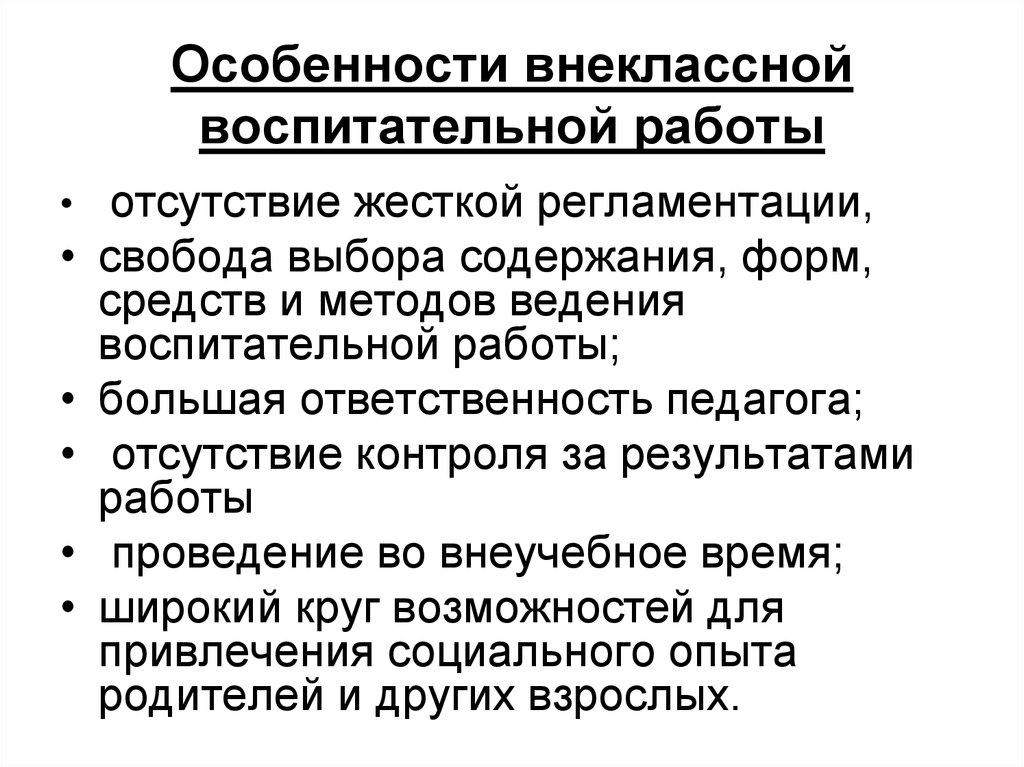 Особенности внеклассной
воспитательной работы
• отсутствие жесткой регламентации,
• свобода выбора содержания, форм,
средств и методов ведения
воспитательной работы;
• большая ответственность педагога;
• отсутствие контроля за результатами
работы
• проведение во внеучебное время;
• широкий круг возможностей для
привлечения социального опыта
родителей и других взрослых.